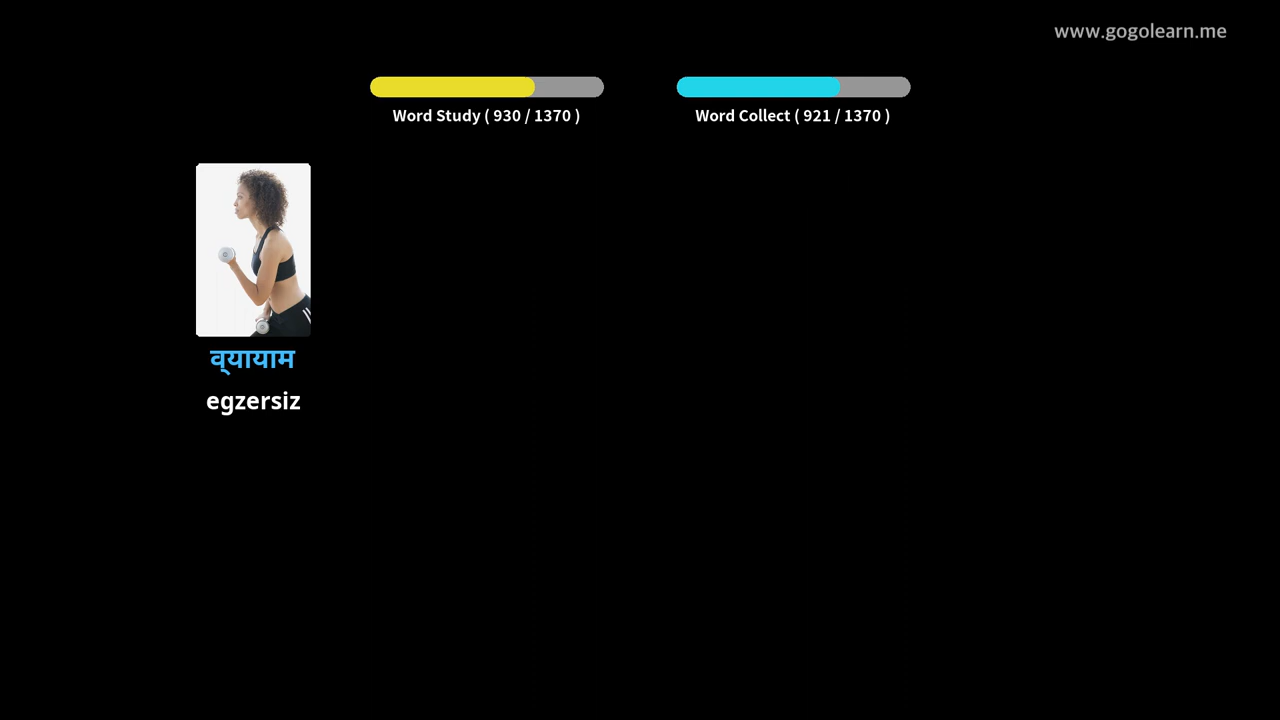 www.gogolearn.me
Word Study ( 930 / 1370 )
Word Collect ( 921 / 1370 )
व्यायाम
egzersiz